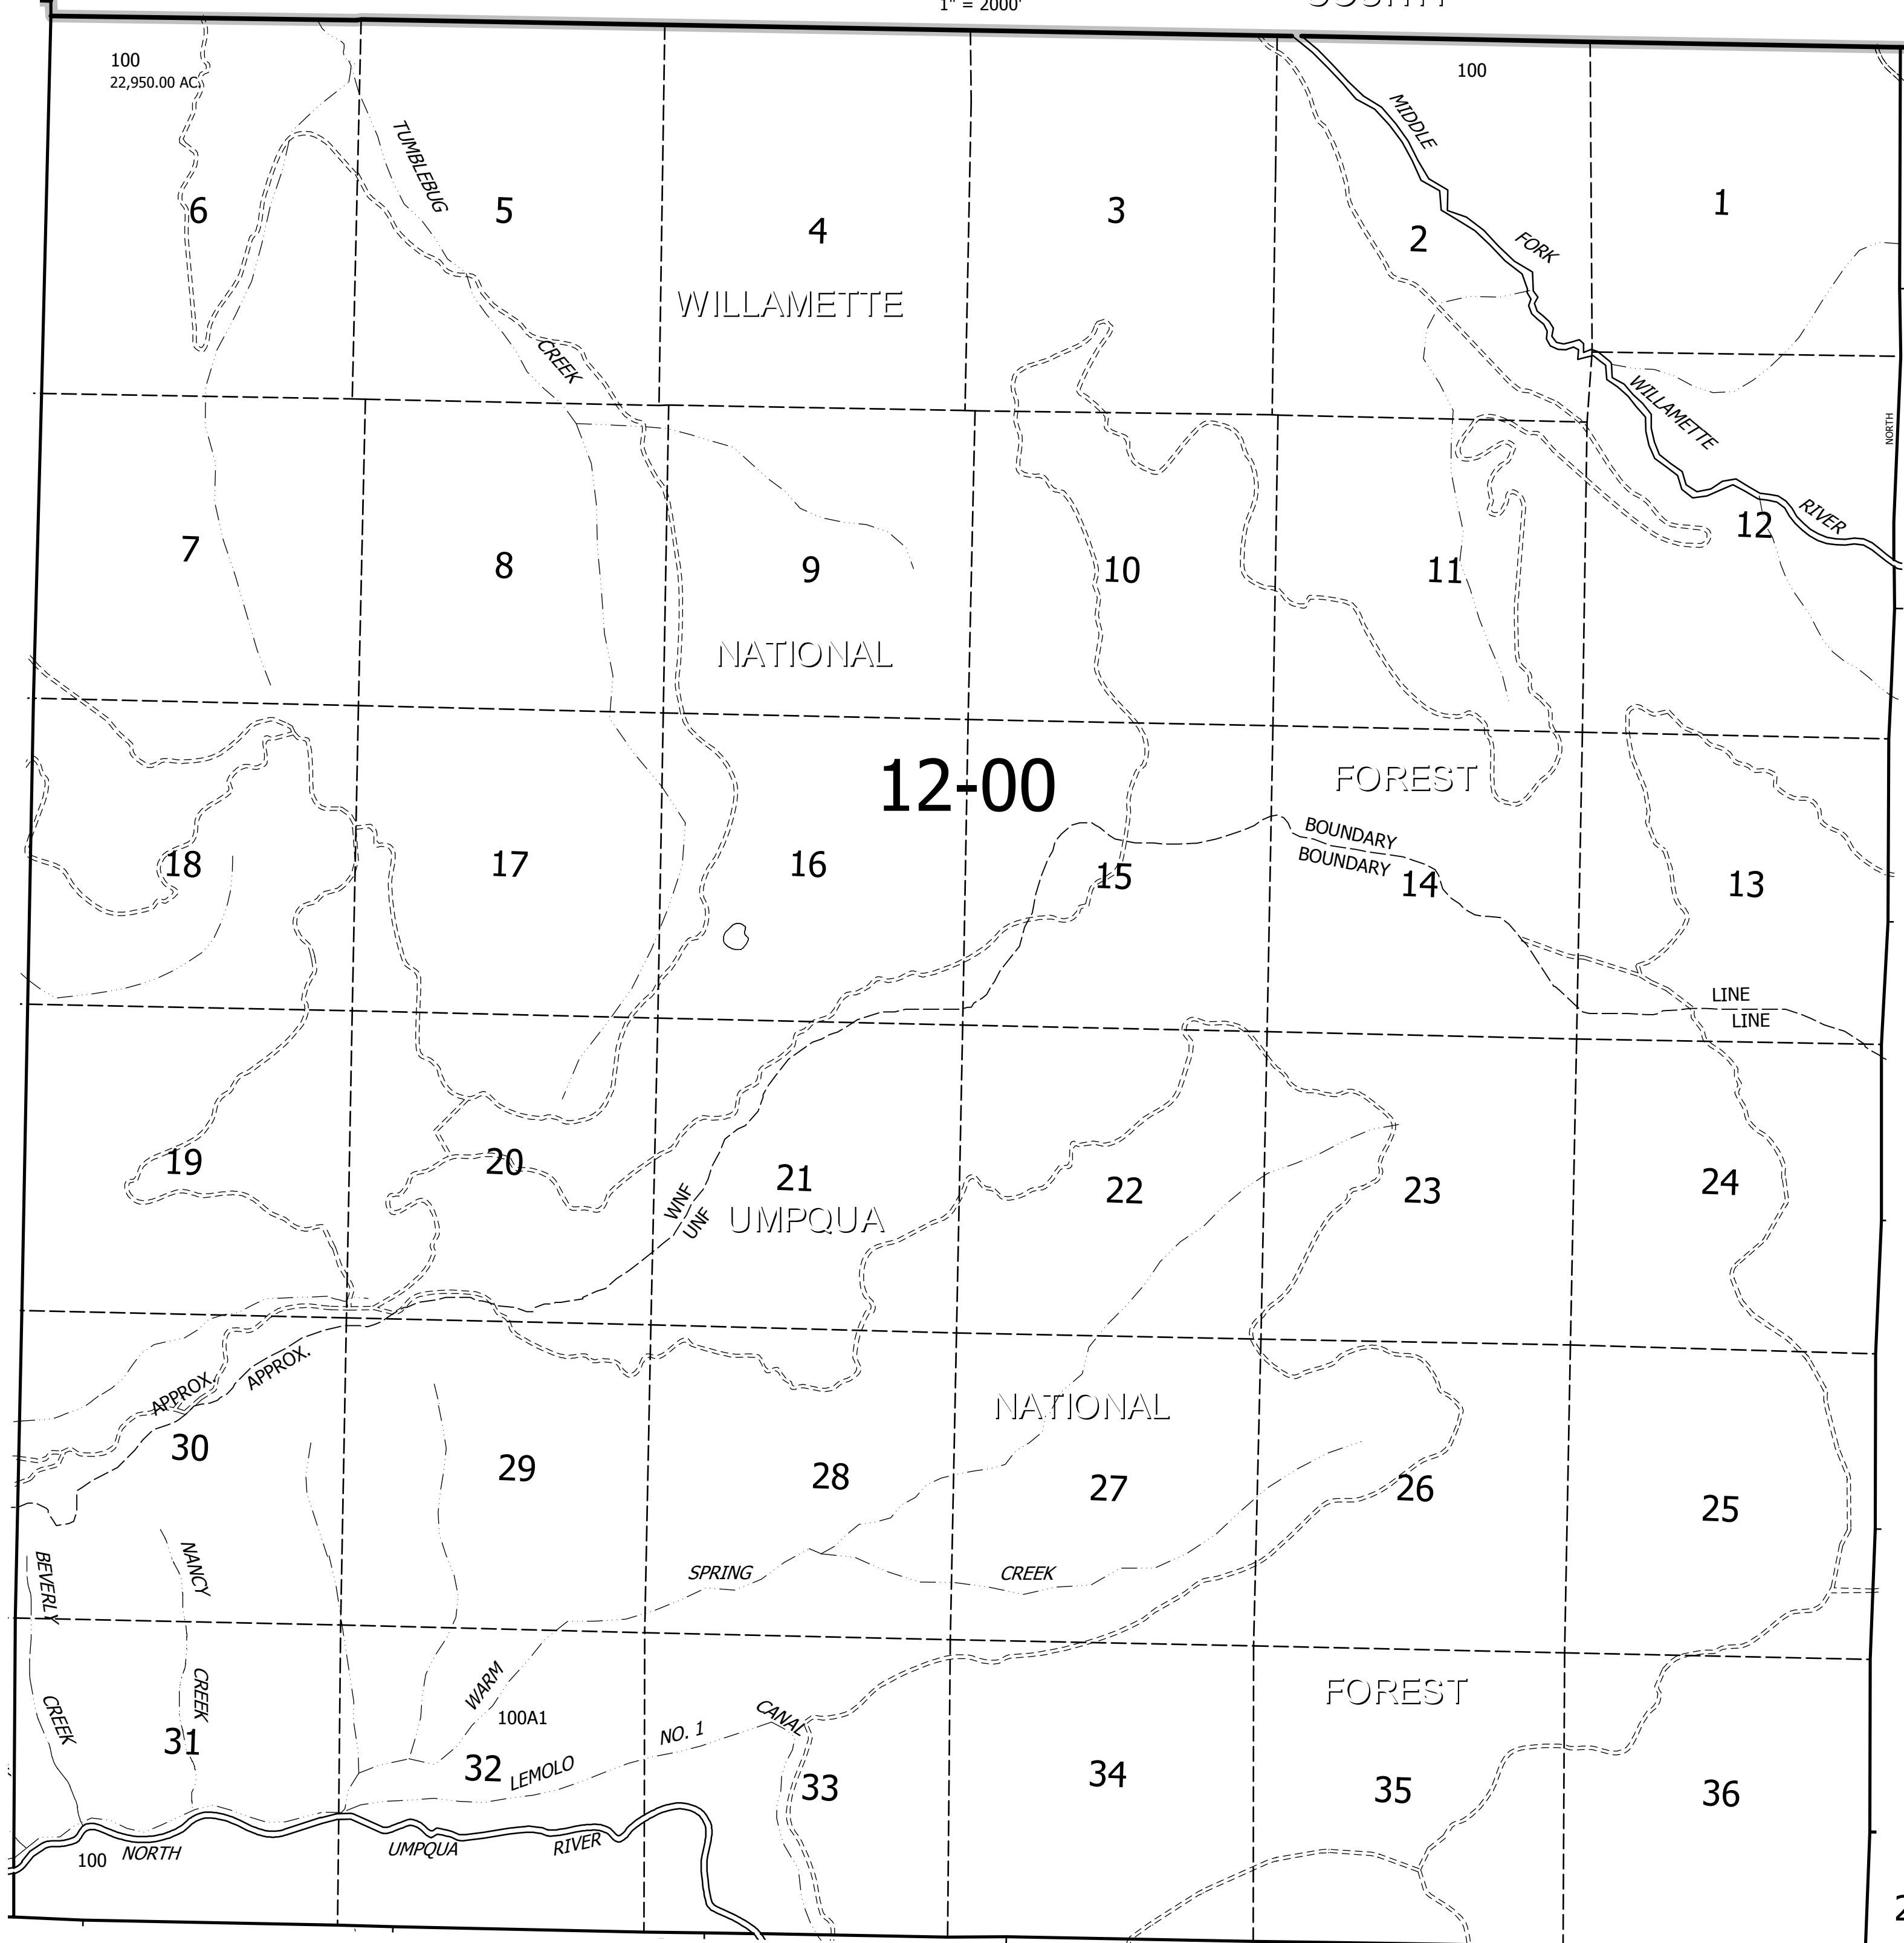 1" = 2000'
SOUTH
100
22,950.00 AC.
100
TUMBLEBUG
CREEK
MIDDLE
FORK
WILLAMETTE
RIVER
6
5
4
3
2
1
WILLAMETTE
NORTH
7
8
9
10
11
12
NATIONAL
12-00
FOREST
BOUNDARY
BOUNDARY
18
17
16
15
14
13
LINE
LINE
19
20
21
22
23
24
WNF
UNF
UMPQUA
APPROX.
APPROX.
NATIONAL
30
29
28
27
26
25
BEVERLY
CREEK
NANCY
CREEK
WARM
SPRING
CREEK
FOREST
100A1
LEMOLO
NO. 1
CANAL
31
32
33
34
35
36
100
NORTH
UMPQUA
RIVER